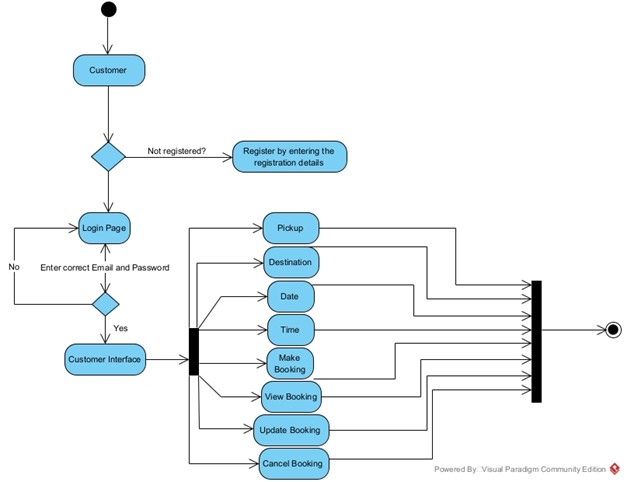 Customer
Not registered?
Register by entering the
registration details
Login Page
No
Enter correct Email and Password
Yes
Customer Interface
Pickup
Destination
Date
Time
Make
Booking
View Booking
Update Booking
Cancel Booking
Powered By: Visual Paradigm Community Edition